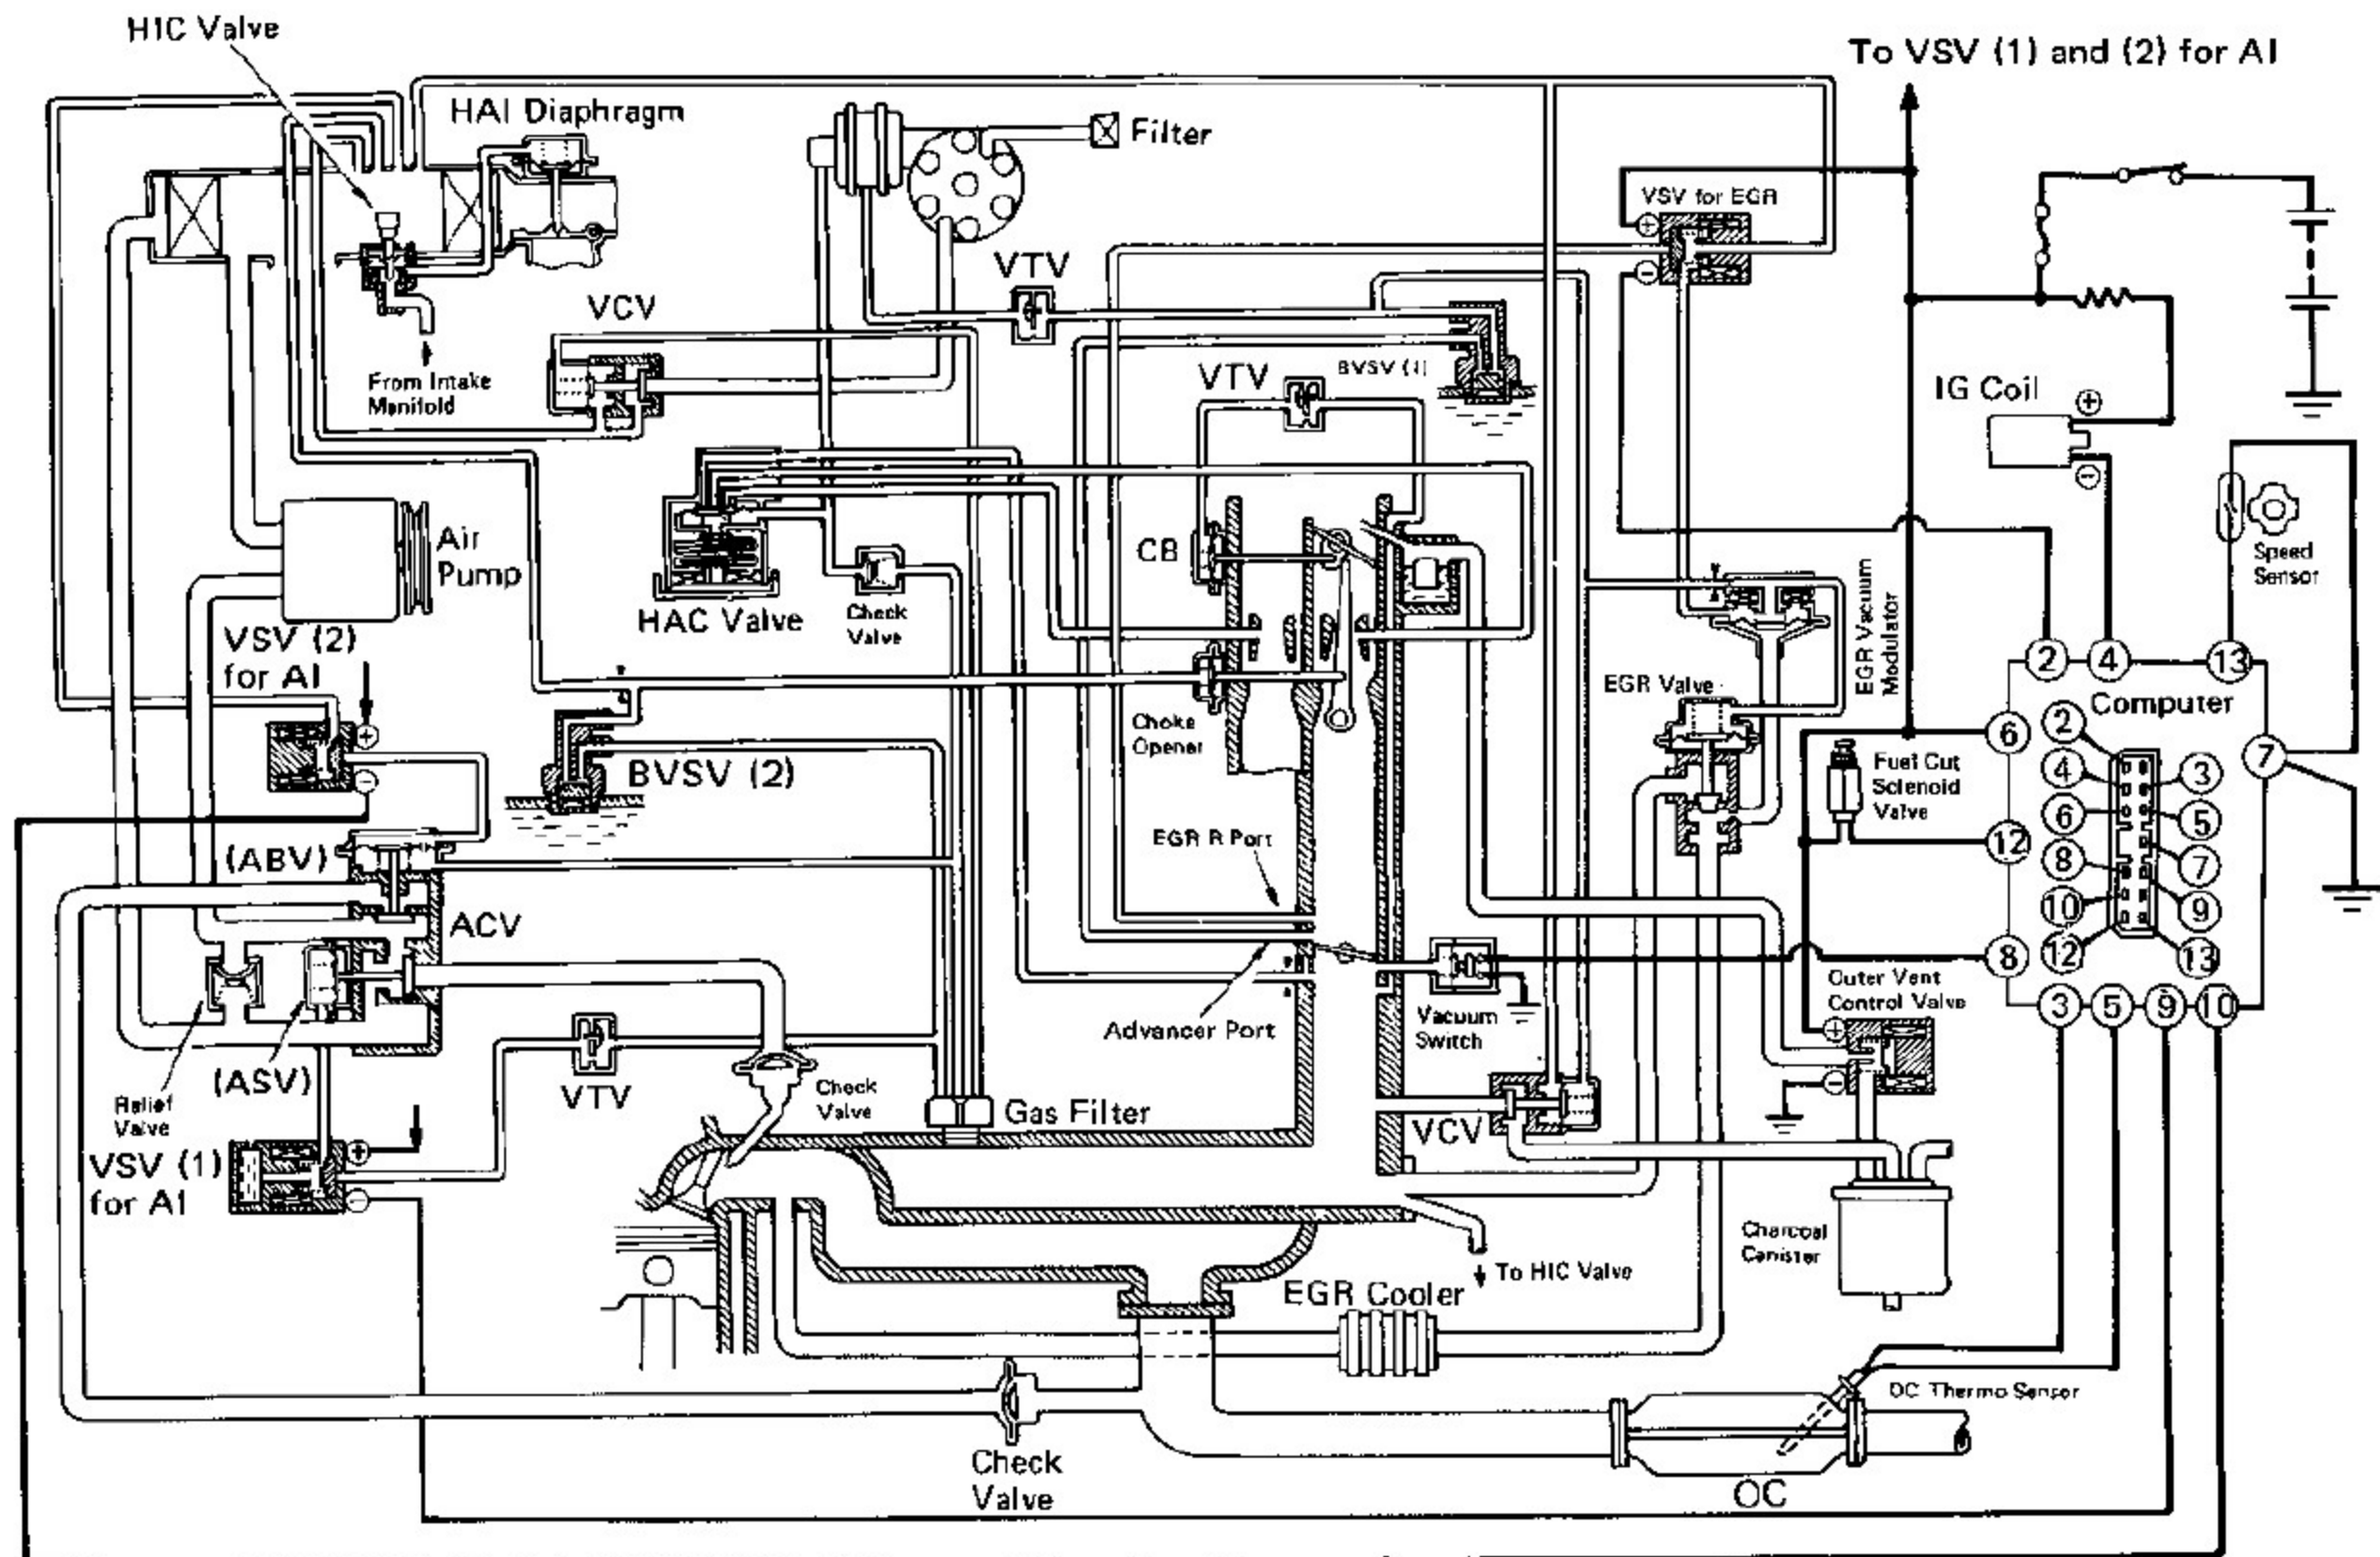 HIC Valve
To VSV (1) and (2) for AI
HAI Diaphragm
Filter
VSV for EGR
+
−
VTV
VCV
From Intake
Manifold
VTV
BVSV (1)
IG Coil
+
−
Air
Pump
CB
Speed
Sensor
HAC Valve
Check
Valve
EGR Vacuum
Modulator
VSV (2)
for AI
+
−
Choke
Opener
EGR Valve
2
4
13
Computer
6
2
7
4
3
Fuel Cut
Solenoid
Valve
BVSV (2)
6
5
12
EGR R Port
(ABV)
8
7
ACV
10
9
8
12
13
Advancer Port
Vacuum
Switch
Outer Vent
Control Valve
3
5
9
10
+
−
Relief
Valve
(ASV)
VTV
Check
Valve
Gas Filter
VCV
VSV (1)
for AI
+
−
Charcoal
Canister
To HIC Valve
EGR Cooler
OC Thermo Sensor
Check
Valve
OC